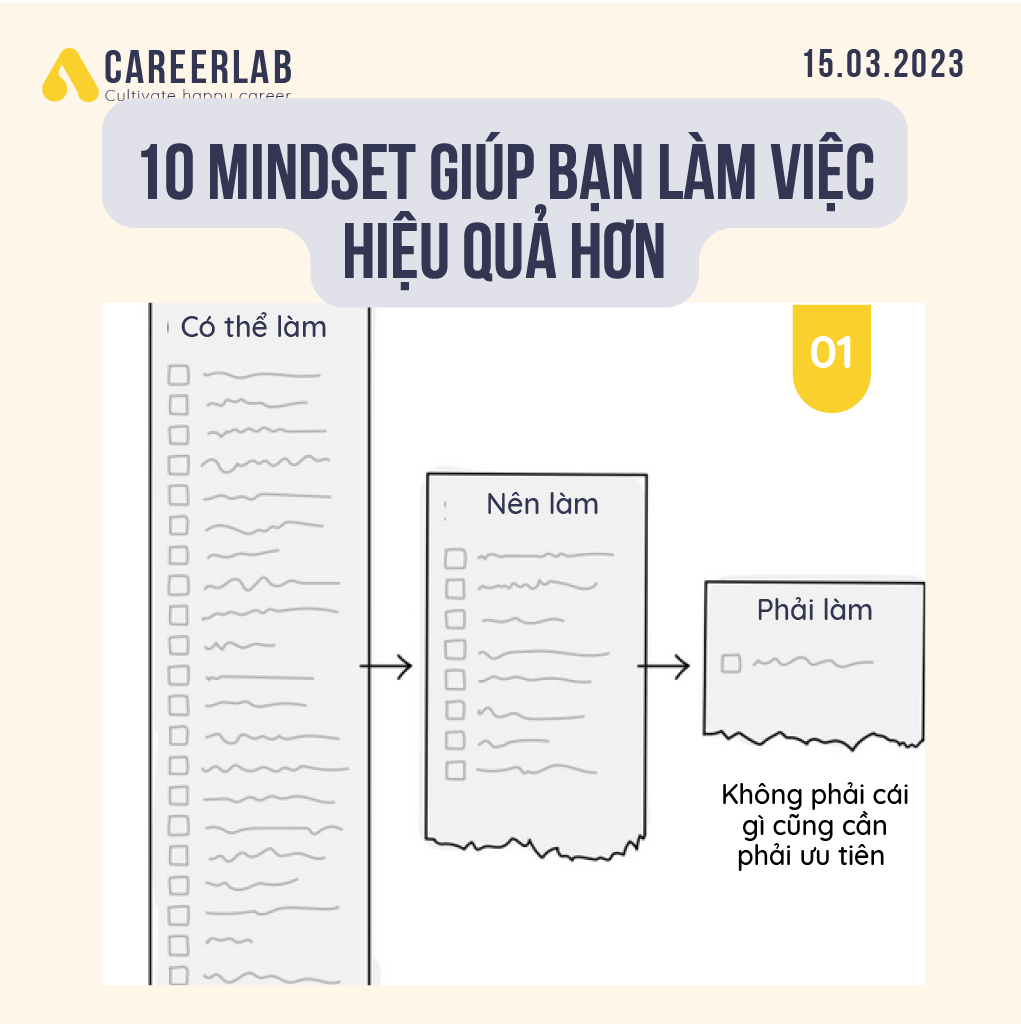 CAREERLAB
Cultivate happy career
15.03.2023
10 MINDSET GIÚP BẠN LÀM VIỆC
HIỆU QUẢ HƠN
Có thể làm
01
Nên làm
Phải làm
Không phải cái
gì cũng cần
phải ưu tiên